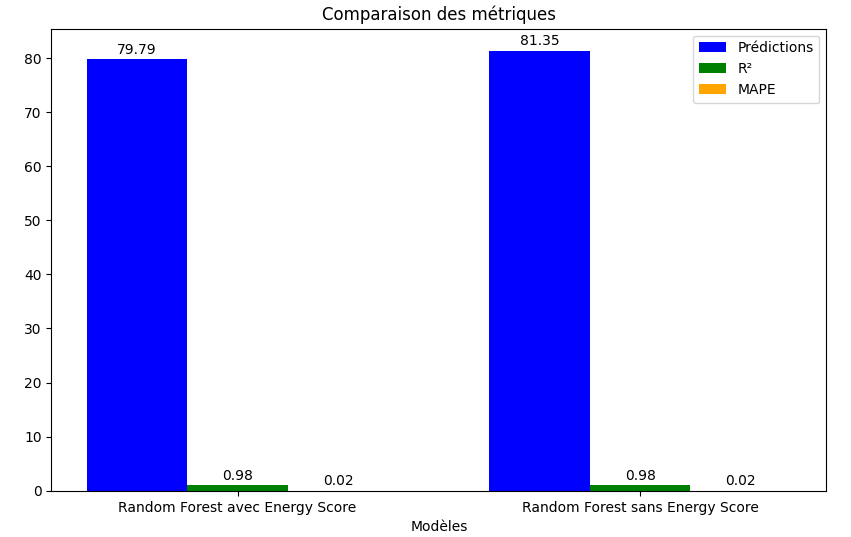 Comparaison des métriques
79.79
81.35
Prédictions
R²
MAPE
80
70
60
50
40
30
20
10
0
0.98
0.02
0.98
0.02
Random Forest avec Energy Score
Random Forest sans Energy Score
Modèles